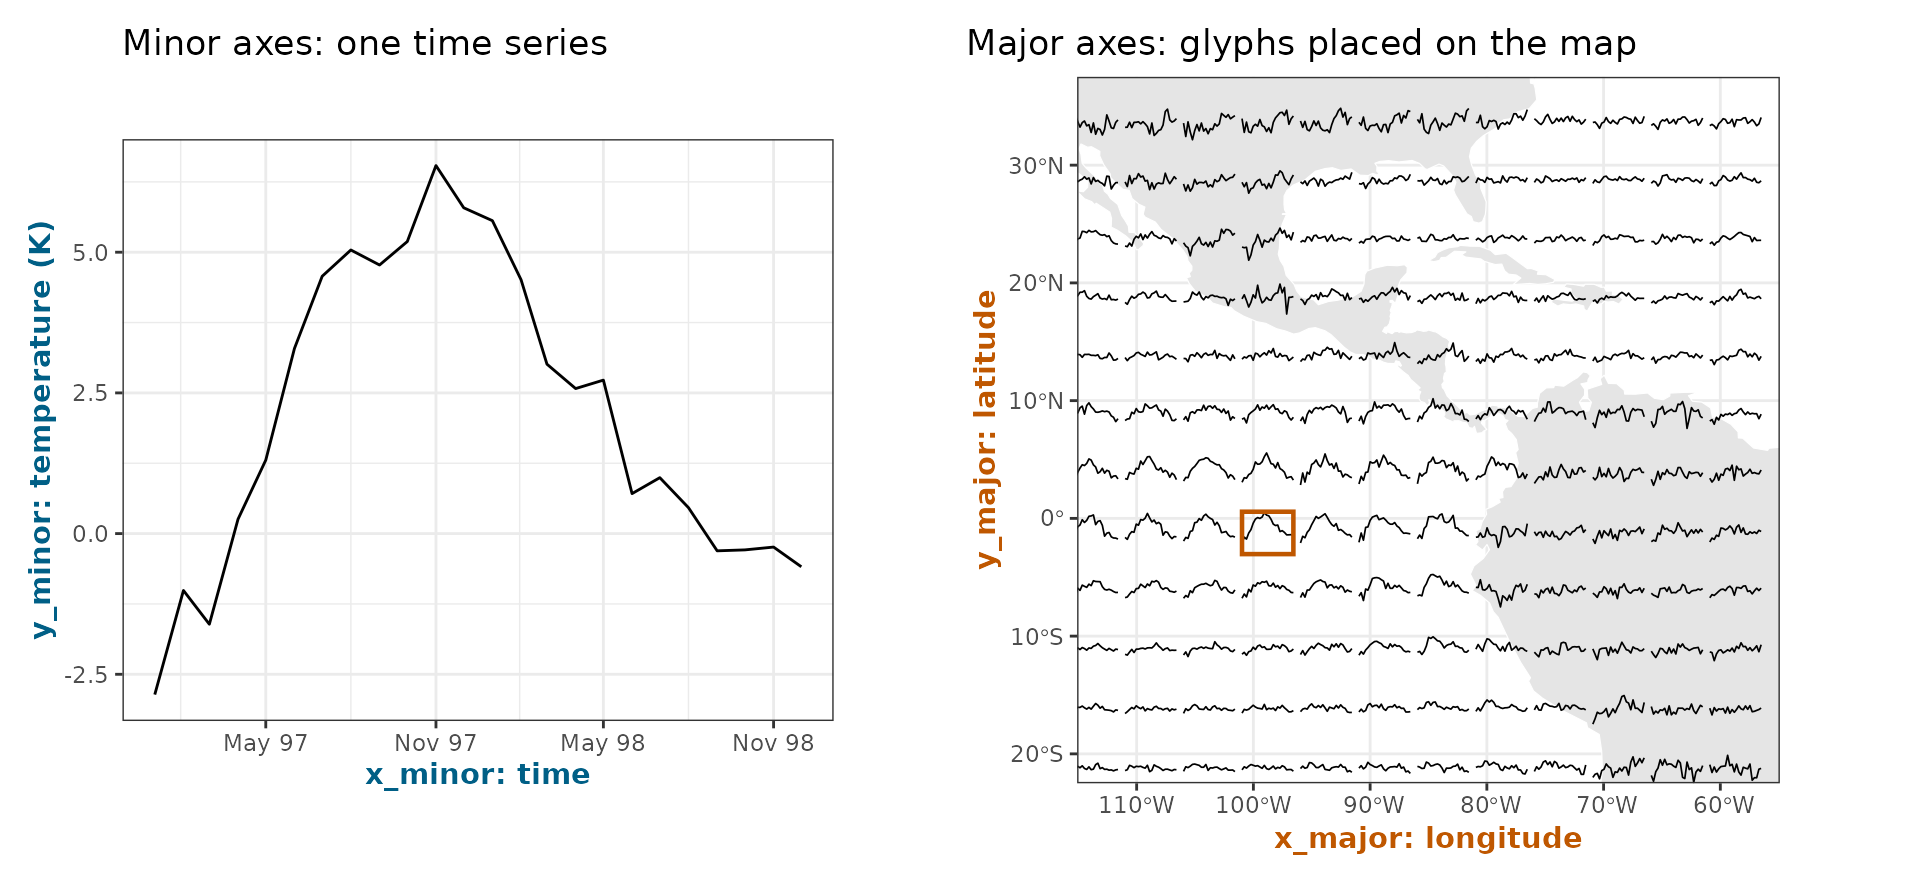 Minor axes: one time series
y_minor: temperature (K)
5.0
2.5
0.0
-2.5
May 97
Nov 97
May 98
Nov 98
x_minor: time
Major axes: glyphs placed on the map
y_major: latitude
30°N
20°N
10°N
0°
10°S
20°S
110°W
100°W
90°W
80°W
70°W
60°W
x_major: longitude